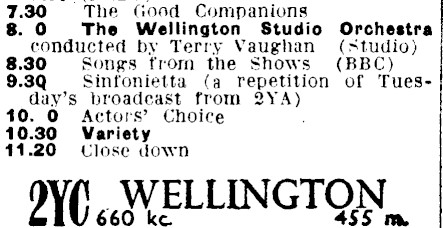 7.30 The Good Companions
8. 0 The Wellington Studio Orchestra
conducted by Terry Vaughan (Studio)
8.30 Songs from the Shows (BBC)
9.30 Sinfonietta (a repetition of Tues-
day's broadcast from 2YA)
10. 0 Actors' Choice
10.30 Variety
11.20 Close down
2YC WELLINGTON
660 kc. 455 m.